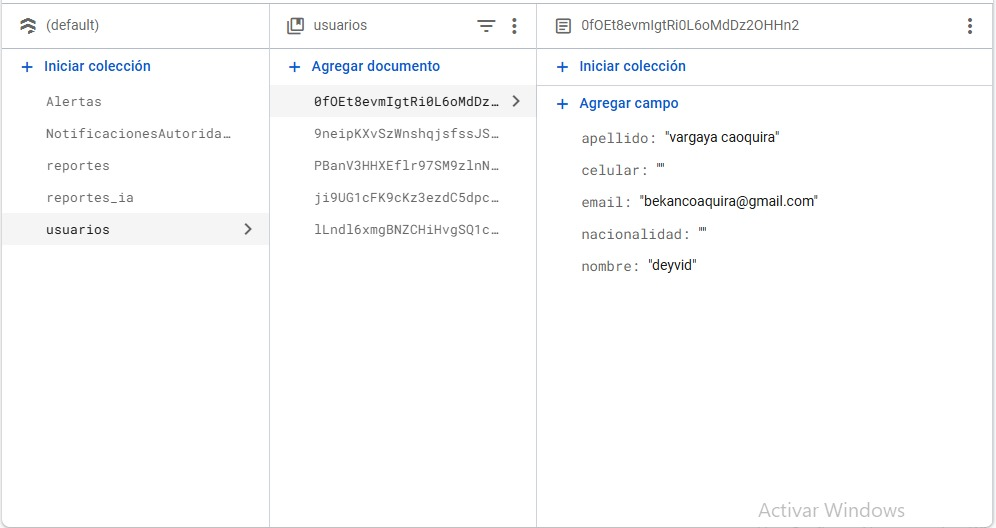 (default)
Iniciar colección
Alertas
NotificacionesAutorida…
reportes
reportes_ia
usuarios
usuarios
Agregar documento
0fOEt8evmIgtRi0L6oMdDz…
9neipKXvSzWnshqjsfssJS…
PBanV3HHXEflr97SM9zlnN…
ji9UG1cFK9cKz3ezdC5dpc…
lLndl6xmgBNZCHiHvgSQ1c…
0fOEt8evmIgtRi0L6oMdDz2OHHn2
Iniciar colección
Agregar campo
apellido: "vargaya caoquira"
celular: ""
email: "bekancoaquira@gmail.com"
nacionalidad: ""
nombre: "deyvid"
Activar Windows